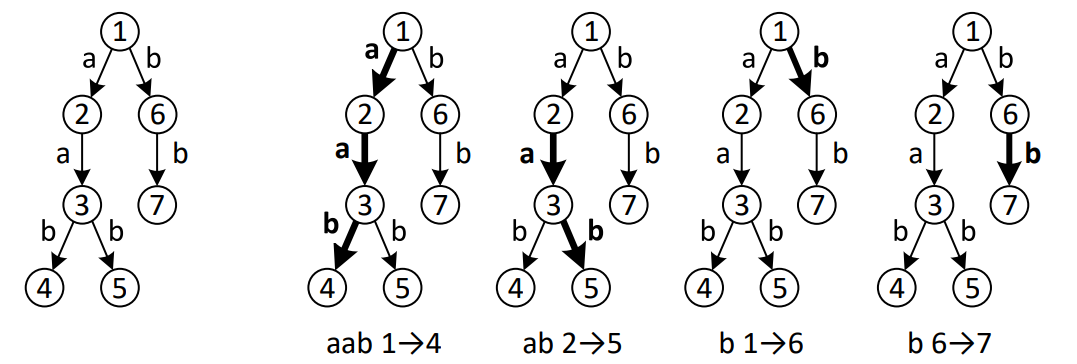 1 1 1 1 1
a b a b a b a b a b
2 6 2 6 2 6 2 6 2 6
a b a b a b a b a b
3 7 3 7 3 7 3 7 3 7
b b b b b b b b b b
4 5 4 5 4 5 4 5 4 5
aab 1→4 ab 2→5 b 1→6 b 6→7